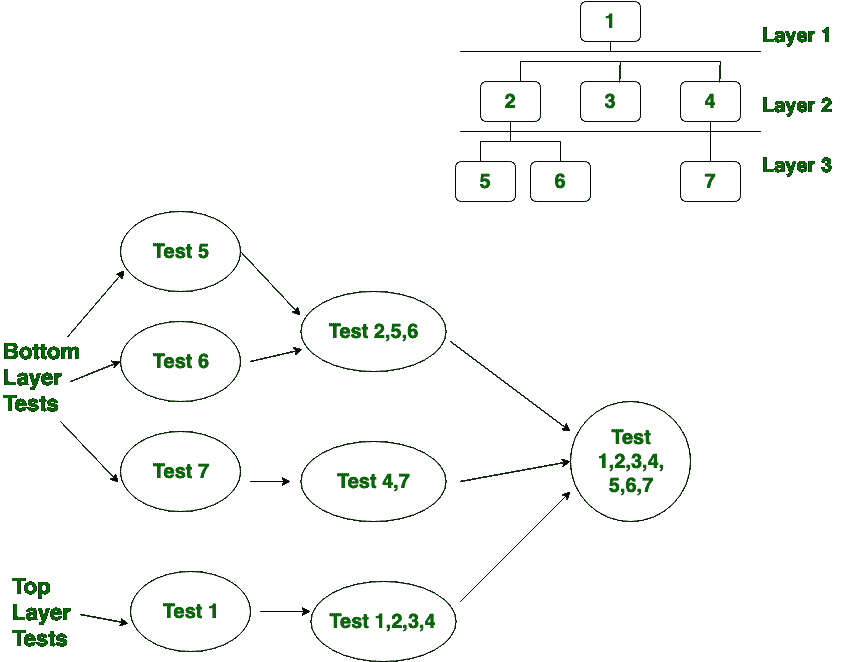 1
Layer 1
2
3
4
Layer 2
5
6
7
Layer 3
Test 5
Test 2,5,6
Bottom
Layer
Tests
Test 6
Test 7
Test 4,7
Test
1,2,3,4,
5,6,7
Top
Layer
Tests
Test 1
Test 1,2,3,4